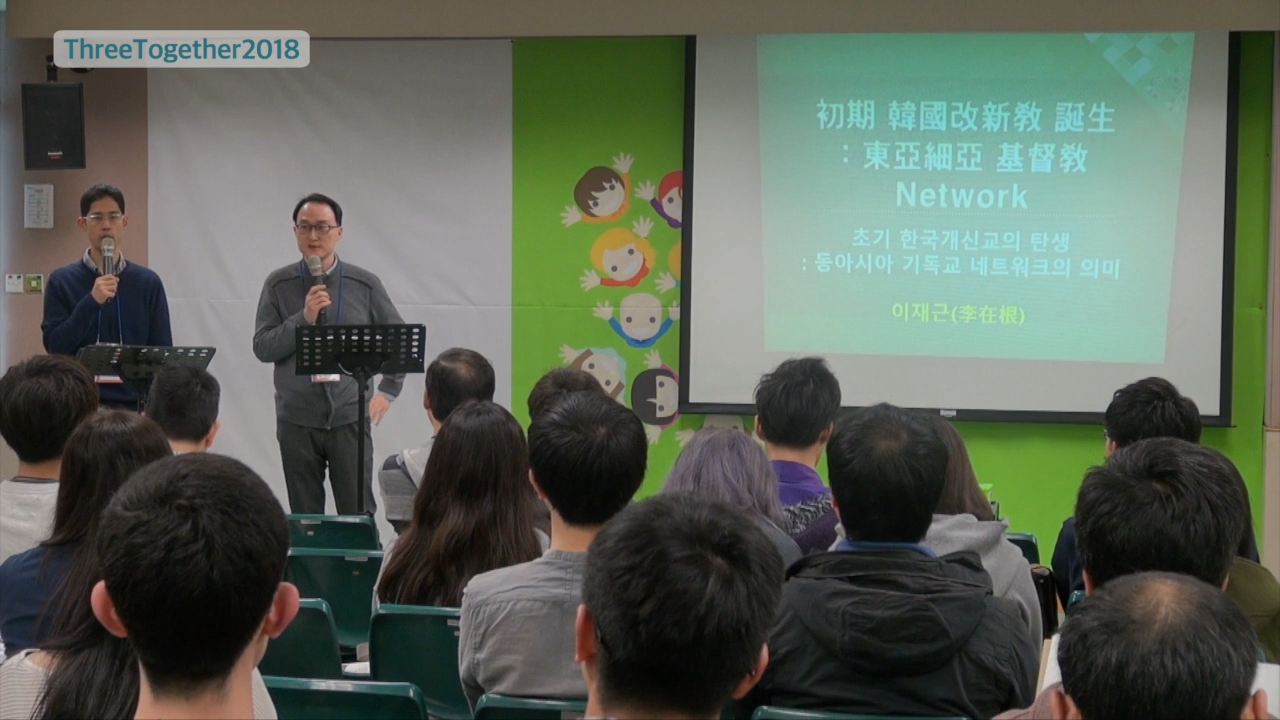 ThreeTogether2018
初期 韓國改新敎 誕生
: 東亞細亞 基督敎
Network
초기 한국개신교의 탄생
: 동아시아 기독교 네트워크의 의미
이재근(李在根)